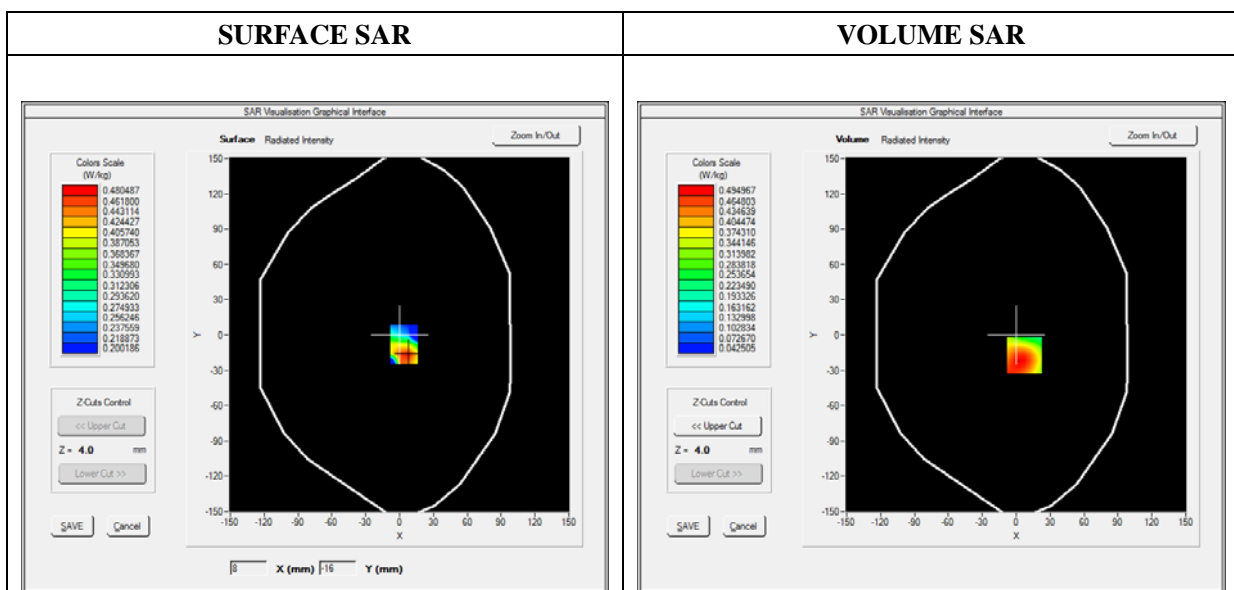 SURFACE SAR
VOLUME SAR
SAR Visualisation Graphical Interface
Surface Radiated Intensity
Zoom In/Out
Colors Scale
(W/kg)
0.480487
0.461800
0.443114
0.424427
0.405740
0.387053
0.368367
0.349680
0.330993
0.312306
0.293620
0.274933
0.256246
0.237559
0.218873
0.200186
Z-Cuts Control
<< Upper Cut
Z = 4.0 mm
Lower Cut >>
SAVE Cancel
150
120
90
60
30
0
-30
-60
-90
-120
-150
Y
-150 -120 -90 -60 -30 0 30 60 90 120 150
X
8 X (mm) -16 Y (mm)
SAR Visualisation Graphical Interface
Volume Radiated Intensity
Zoom In/Out
Colors Scale
(W/kg)
0.494967
0.464803
0.434639
0.404474
0.374310
0.344146
0.313982
0.283818
0.253654
0.223490
0.193326
0.163162
0.132998
0.102834
0.072670
0.042505
Z-Cuts Control
<< Upper Cut
Z = 4.0 mm
Lower Cut >>
SAVE Cancel
150
120
90
60
30
0
-30
-60
-90
-120
-150
Y
-150 -120 -90 -60 -30 0 30 60 90 120 150
X